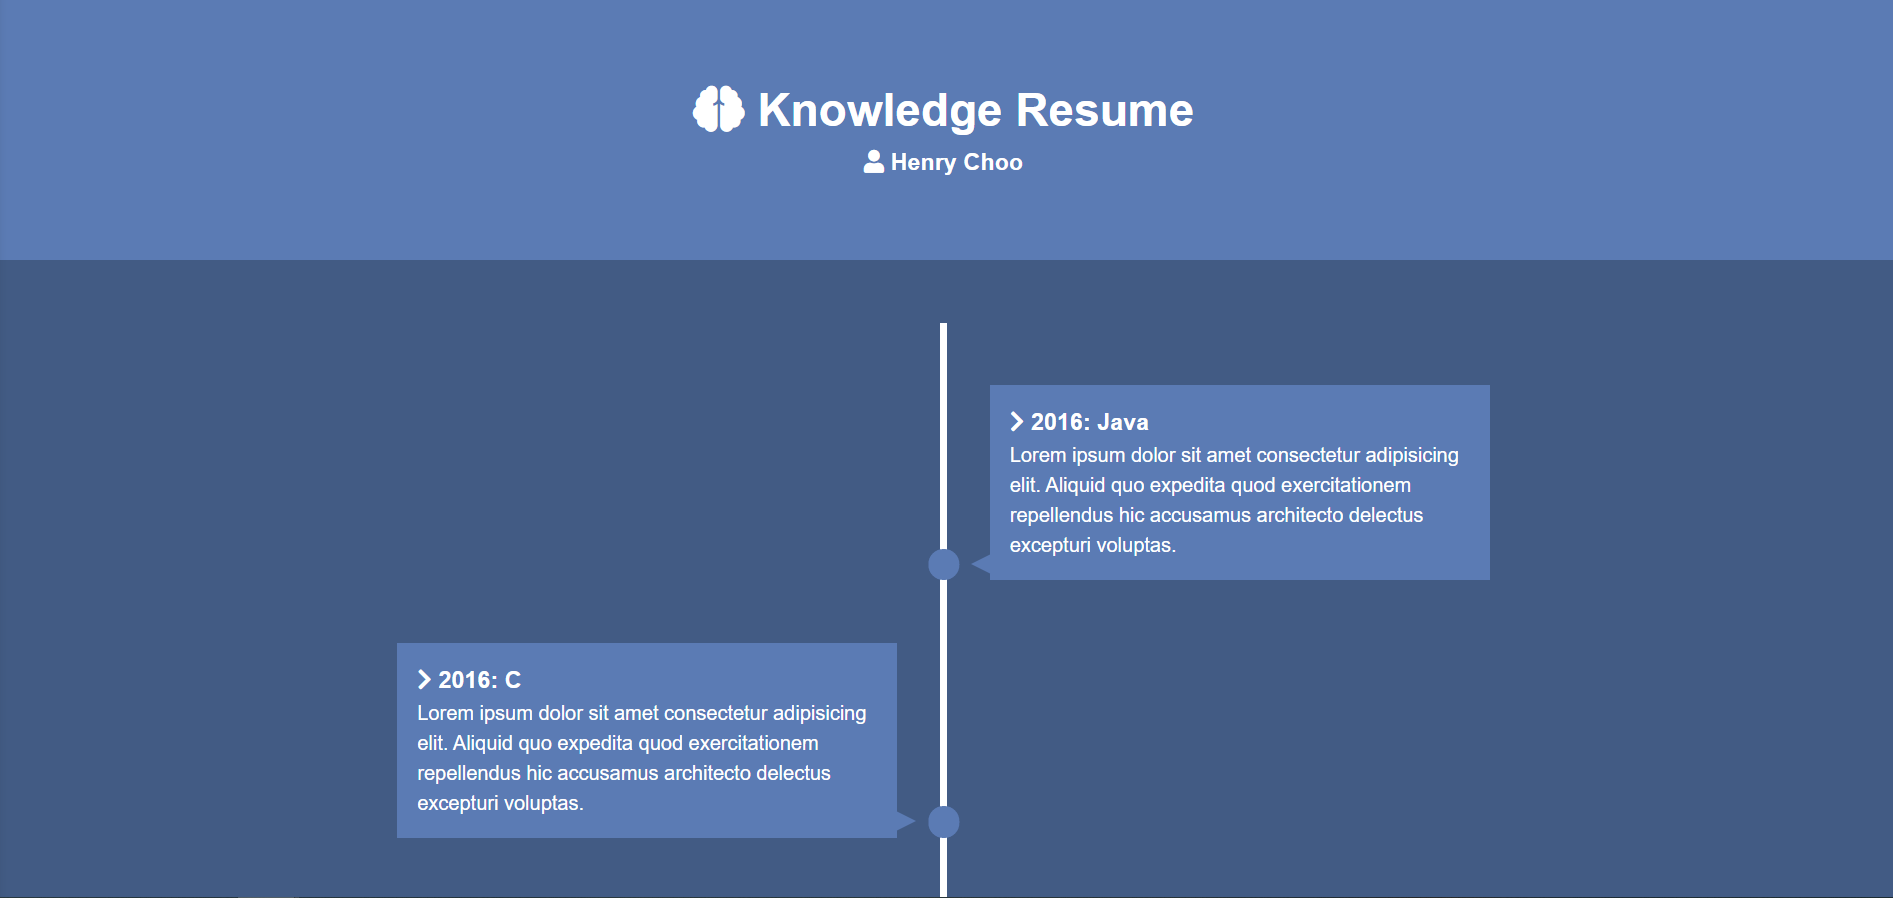 Knowledge Resume
Henry Choo
2016: Java
Lorem ipsum dolor sit amet consectetur adipisicing
elit. Aliquid quo expedita quod exercitationem
repellendus hic accusamus architecto delectus
excepturi voluptas.
2016: C
Lorem ipsum dolor sit amet consectetur adipisicing
elit. Aliquid quo expedita quod exercitationem
repellendus hic accusamus architecto delectus
excepturi voluptas.